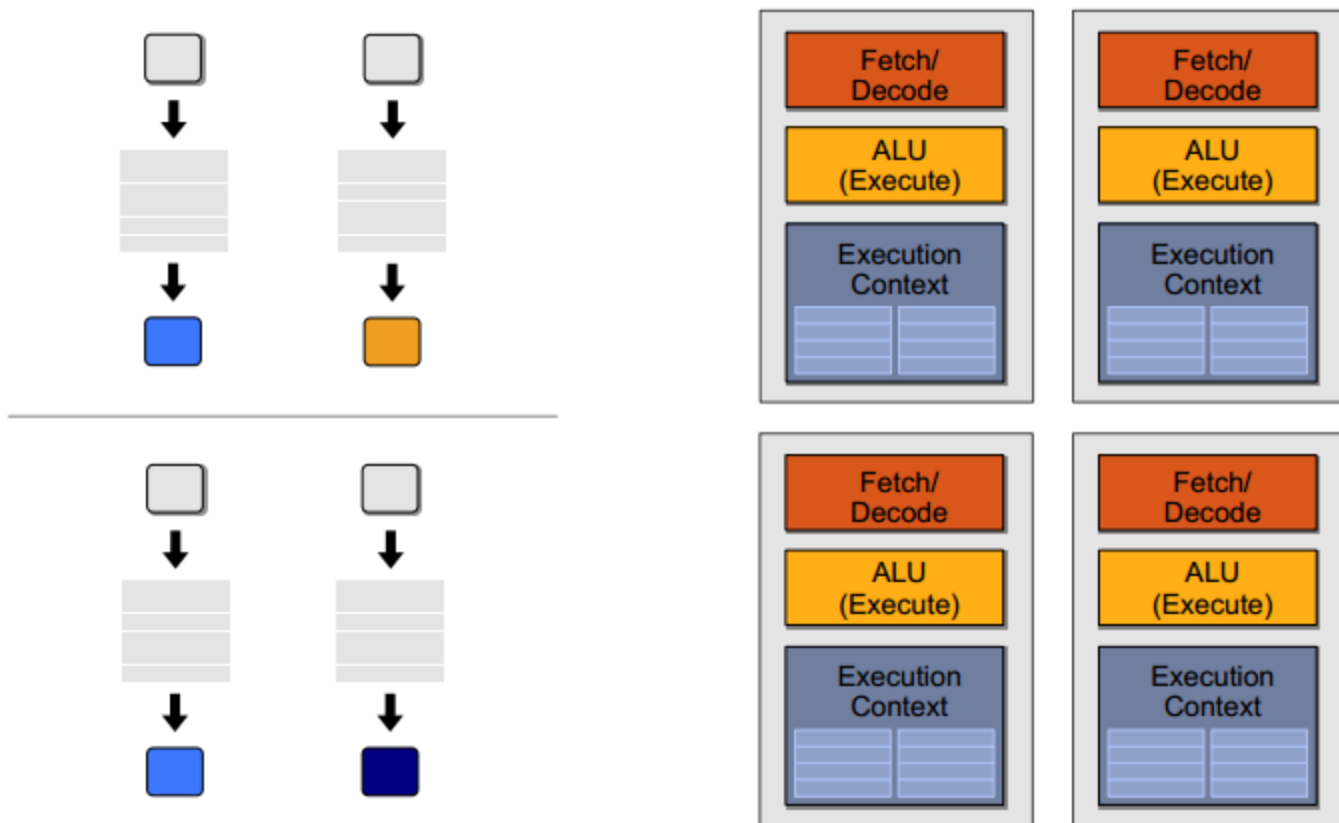 Fetch/
Decode
ALU
(Execute)
Execution
Context
Fetch/
Decode
ALU
(Execute)
Execution
Context
Fetch/
Decode
ALU
(Execute)
Execution
Context
Fetch/
Decode
ALU
(Execute)
Execution
Context